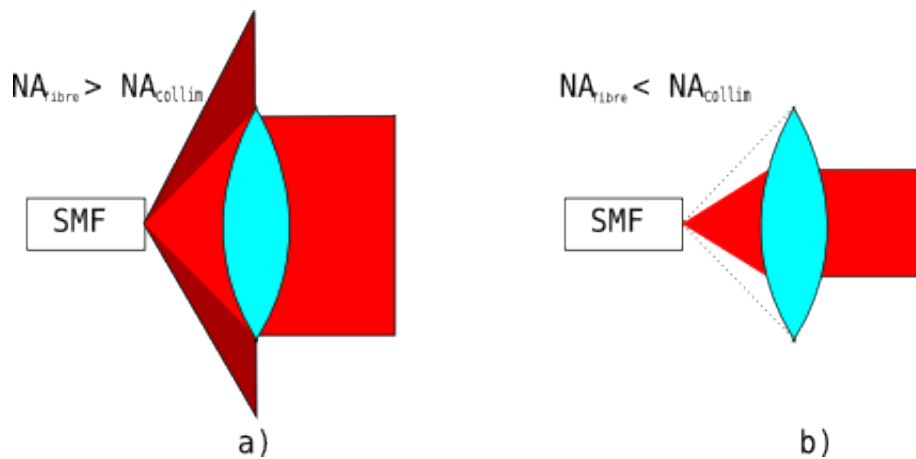 NAfibre > NAcollim
NAfibre < NAcollim
SMF
SMF
a)
b)